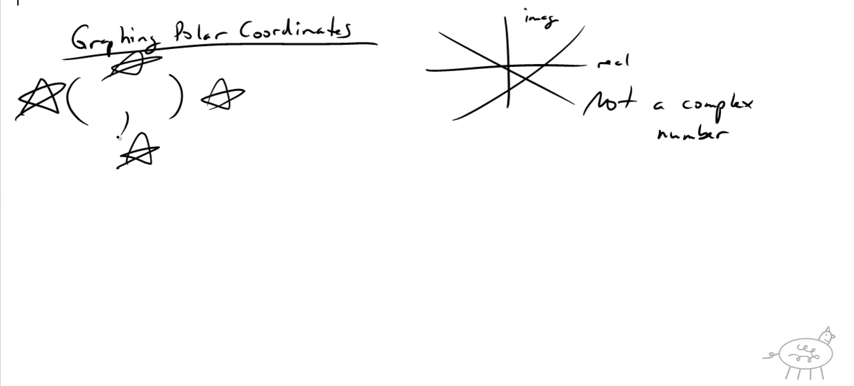 Graphing Polar Coordinates
( , )
imag
real
Not a complex
number